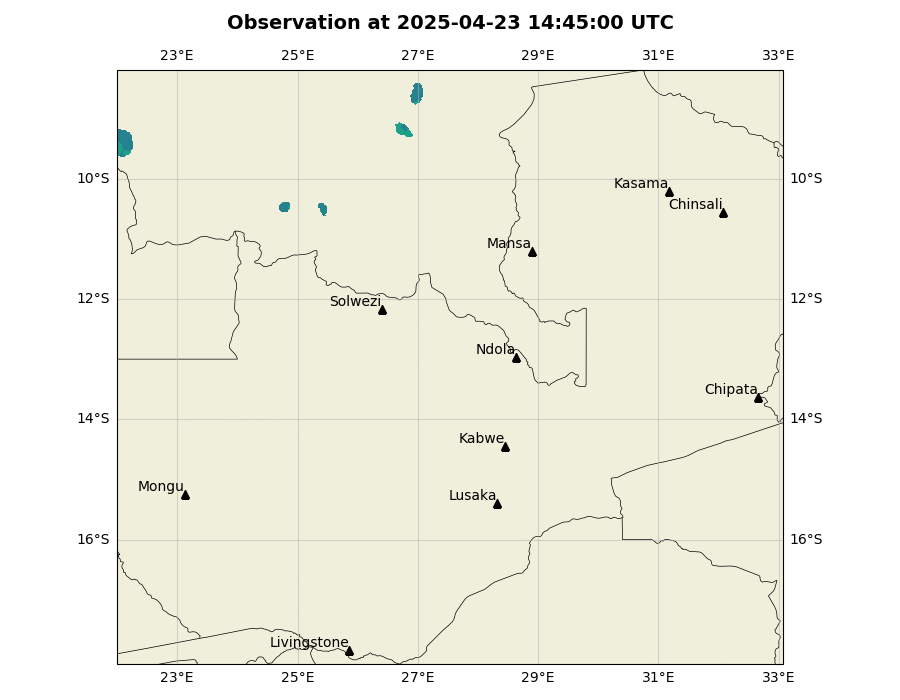 Observation at 2025-04-23 14:45:00 UTC
23°E 25°E 27°E 29°E 31°E 33°E
10°S 10°S
Kasama
Chinsali
Mansa
12°S 12°S
Solwezi
Ndola
Chipata
14°S 14°S
Kabwe
Mongu
Lusaka
16°S 16°S
Livingstone
23°E 25°E 27°E 29°E 31°E 33°E